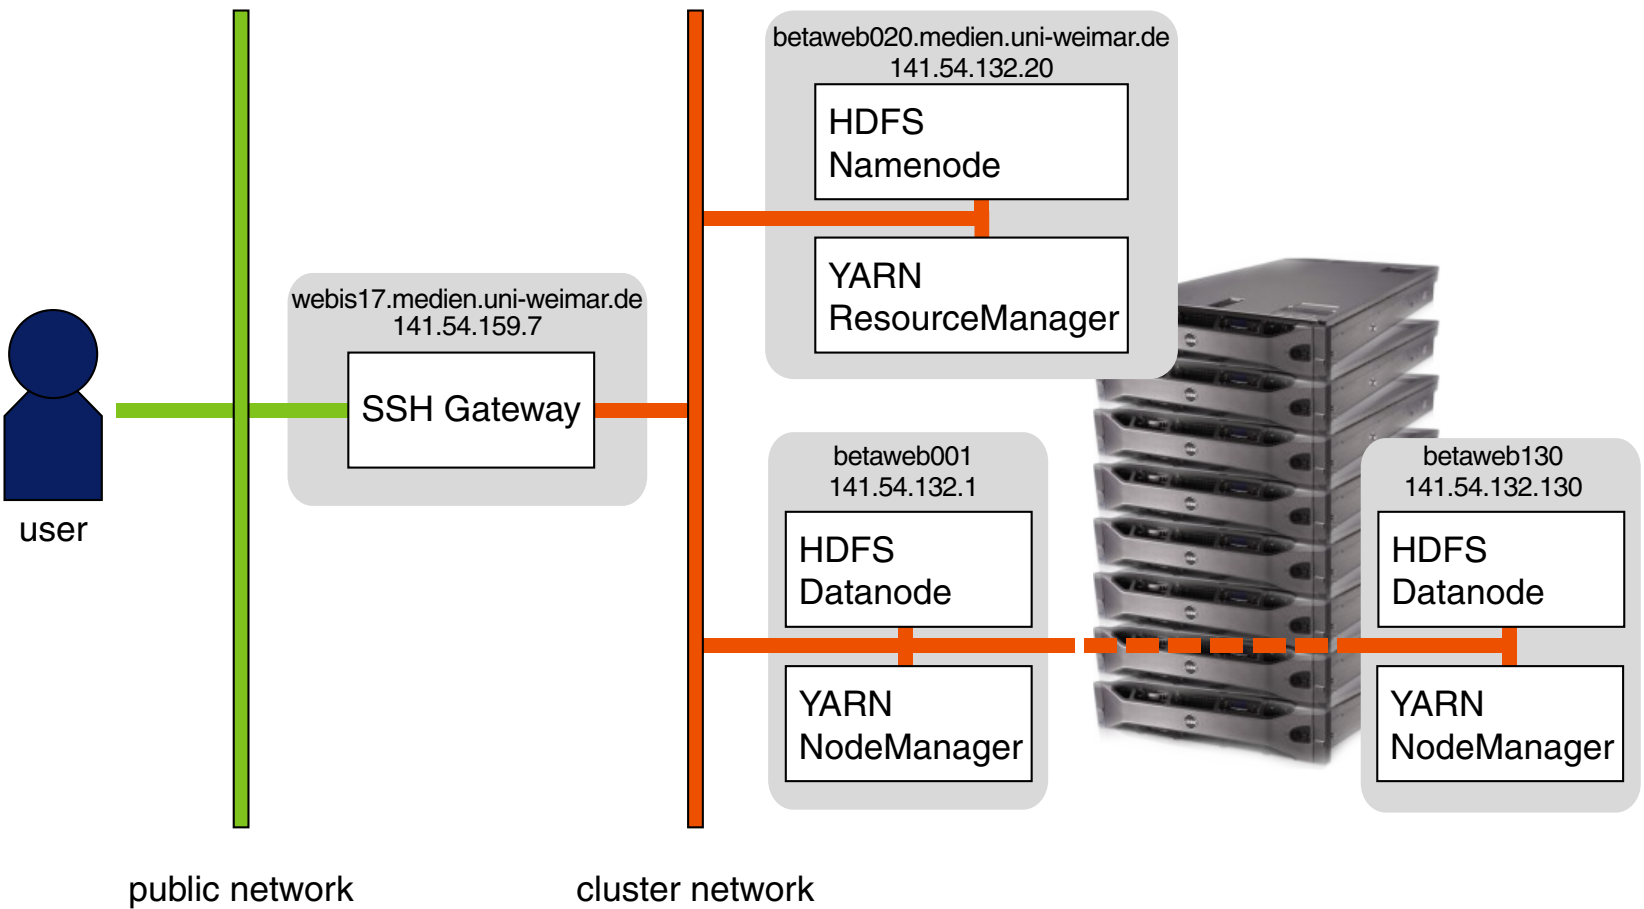 betaweb020.medien.uni-weimar.de
141.54.132.20
HDFS
Namenode
YARN
ResourceManager
webis17.medien.uni-weimar.de
141.54.159.7
SSH Gateway
user
betaweb001
141.54.132.1
HDFS
Datanode
YARN
NodeManager
betaweb130
141.54.132.130
HDFS
Datanode
YARN
NodeManager
public network
cluster network